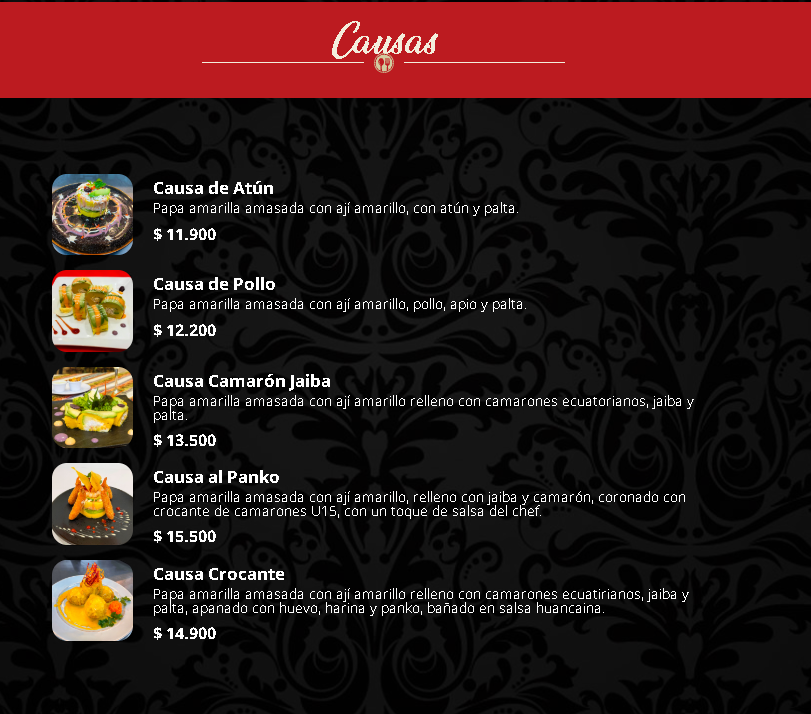 Causas
Causa de Atún
Papa amarilla amasada con ají amarillo, con atún y palta.
$ 11.900
Causa de Pollo
Papa amarilla amasada con ají amarillo, pollo, apio y palta.
$ 12.200
Causa Camarón Jaiba
Papa amarilla amasada con ají amarillo relleno con camarones ecuatorianos, jaiba y
palta.
$ 13.500
Causa al Panko
Papa amarilla amasada con ají amarillo, relleno con jaiba y camarón, coronado con
crocante de camarones U15, con un toque de salsa del chef.
$ 15.500
Causa Crocante
Papa amarilla amasada con ají amarillo relleno con camarones ecuatirianos, jaiba y
palta, apanado con huevo, harina y panko, bañado en salsa huancaina.
$ 14.900